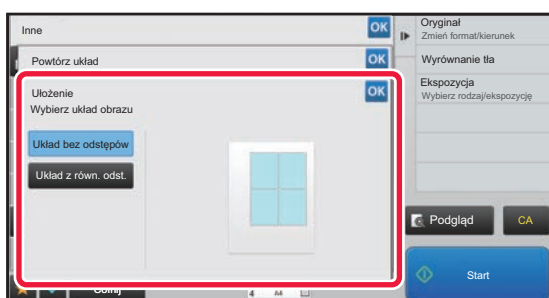 Inne
OK
Powtórz układ
OK
Ułożenie
OK
Wybierz układ obrazu
Układ bez odstępów
Układ z równ. odst.
Oryginał
Zmień format/kierunek
Wyrównanie tła
Ekspozycja
Wybierz rodzaj/ekspozycję
Podgląd
CA
Start
4 A4